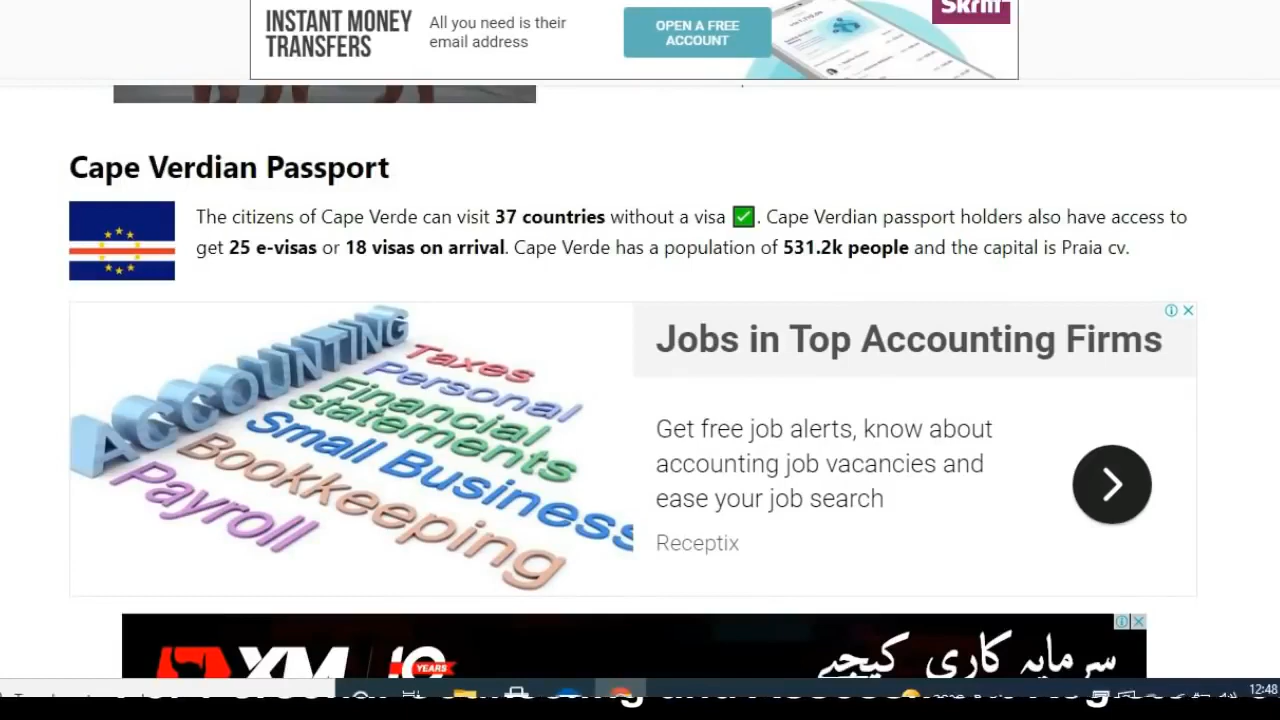 INSTANT MONEY
TRANSFERS
All you need is their
email address
OPEN A FREE
ACCOUNT
Skrill
Cape Verdian Passport
The citizens of Cape Verde can visit 37 countries without a visa ✅. Cape Verdian passport holders also have access to
get 25 e-visas or 18 visas on arrival. Cape Verde has a population of 531.2k people and the capital is Praia cv.
ACCOUNTING
Taxes
Personal
Financial
statements
Small Business
Bookkeeping
Payroll
Jobs in Top Accounting Firms
Get free job alerts, know about
accounting job vacancies and
ease your job search
Receptix
XM
10
YEARS
سرمایہ کاری کیجیے
12:48